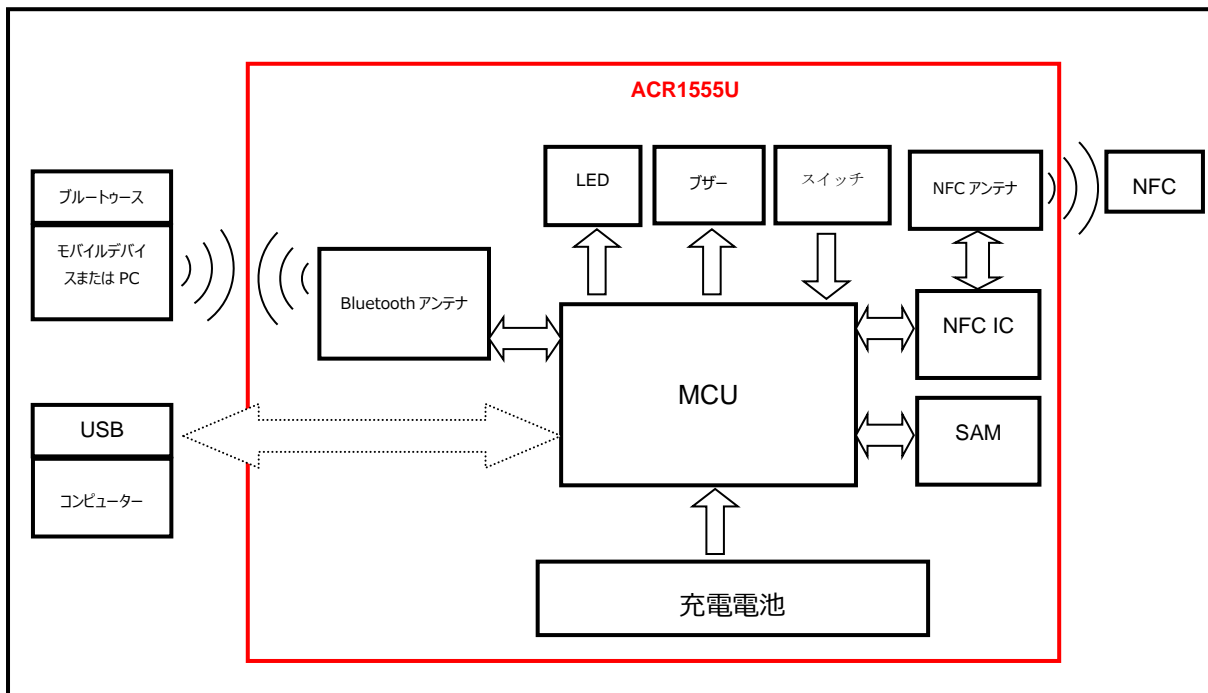 ACR1555U
LED
ブザー
スイッチ
NFC アンテナ
NFC
ブルートゥース
モバイルデバイ
スまたは PC
Bluetooth アンテナ
NFC IC
MCU
USB
コンピューター
SAM
充電電池